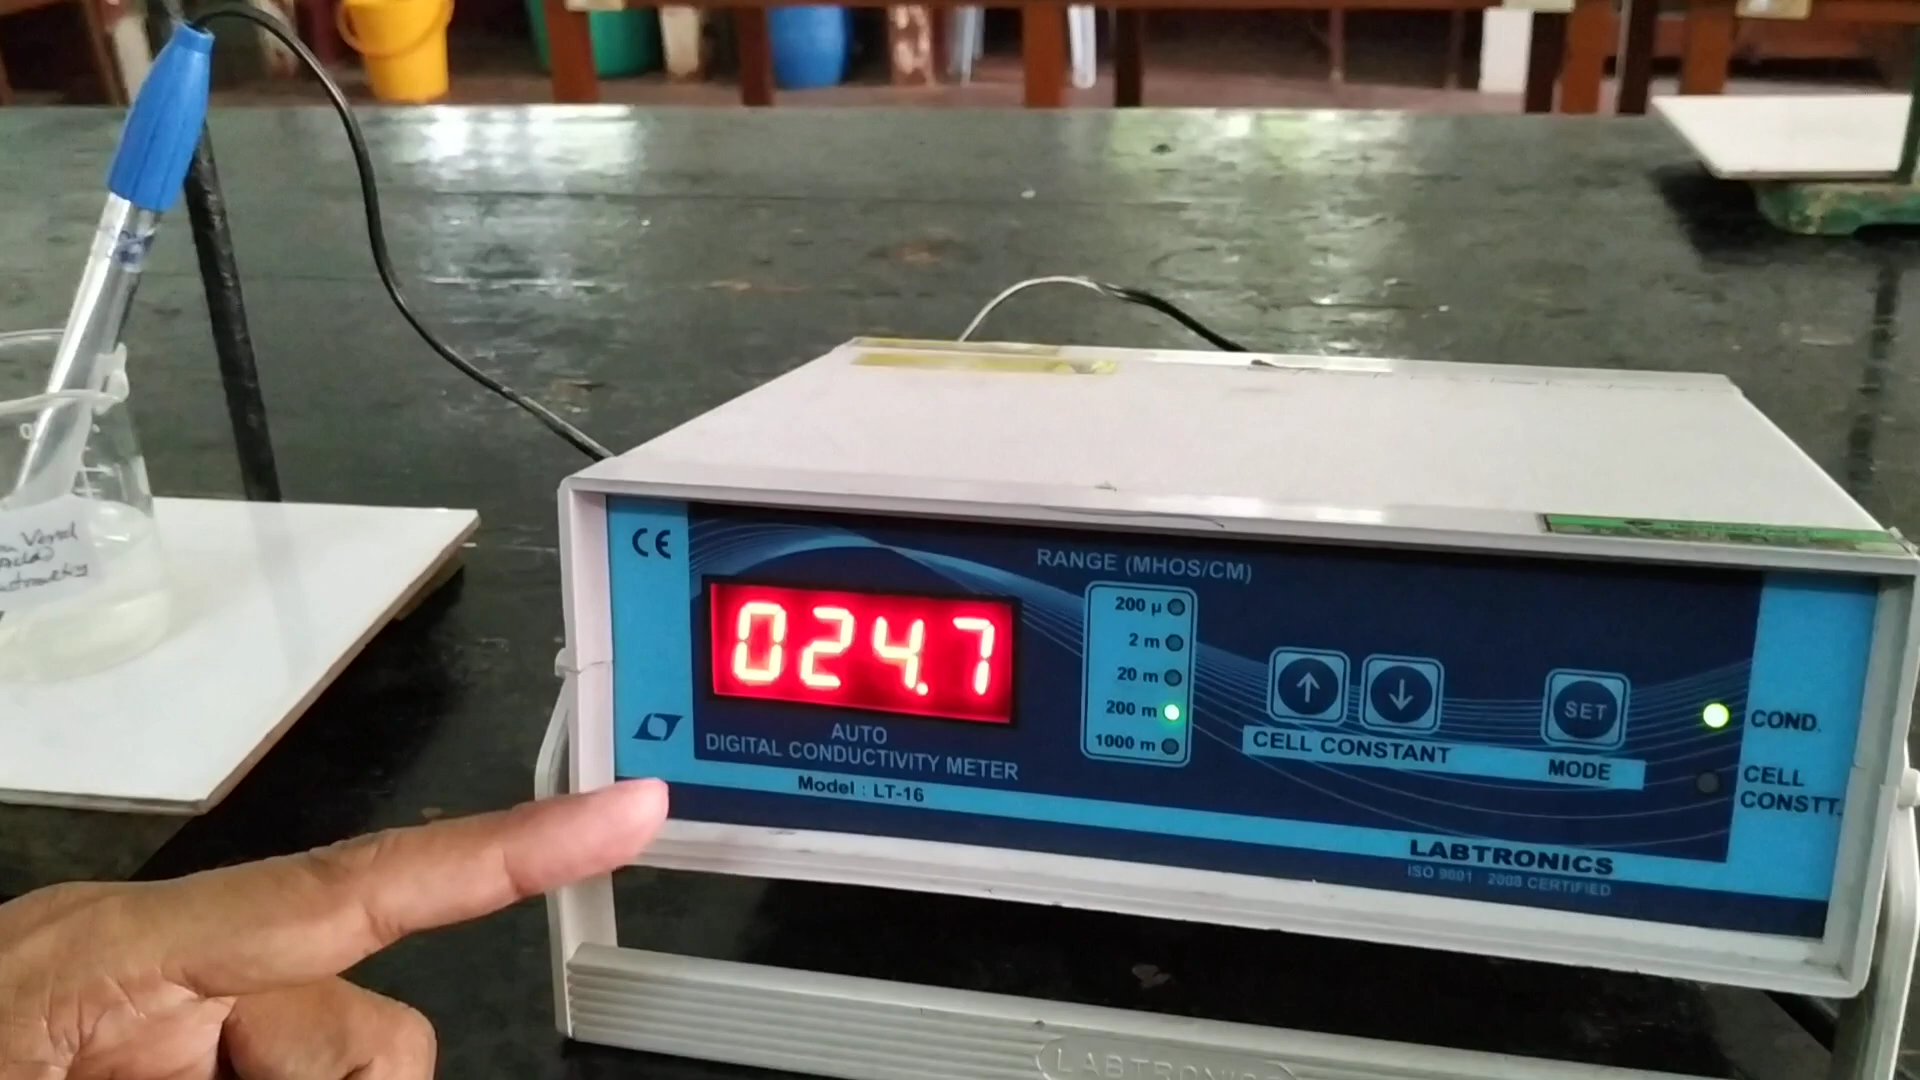 CE
024.7
AUTO
DIGITAL CONDUCTIVITY METER
Model : LT-16
RANGE (MHOS/CM)
200 µ
2 m
20 m
200 m
1000 m
CELL CONSTANT
SET
MODE
COND.
CELL
CONSTT.
LABTRONICS
ISO 9001 : 2008 CERTIFIED
LABTRONICS